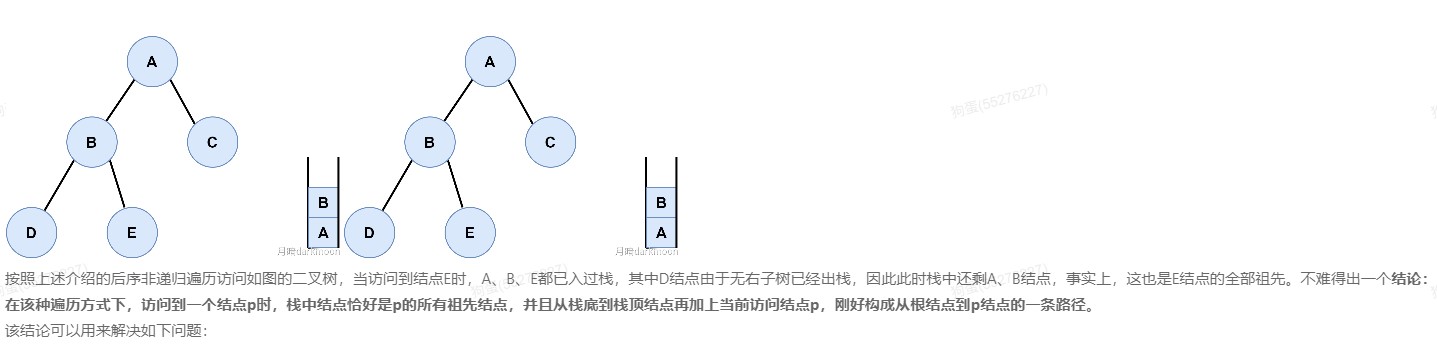 A
A
B
C
B
C
D
E
B
A
D
E
B
A
月鸣darkmoon
月鸣darkmoon
狗蛋(55276227)
按照上述介绍的后序非递归遍历访问如图的二叉树，当访问到结点E时，A、B、E都已入过栈，其中D结点由于无右子树已经出栈，因此此时栈中还剩A、B结点，事实上，这也是E结点的全部祖先。不难得出一个结论：
在该种遍历方式下，访问到一个结点p时，栈中结点恰好是p的所有祖先结点，并且从栈底到栈顶结点再加上当前访问结点p，刚好构成从根结点到p结点的一条路径。
该结论可以用来解决如下问题：